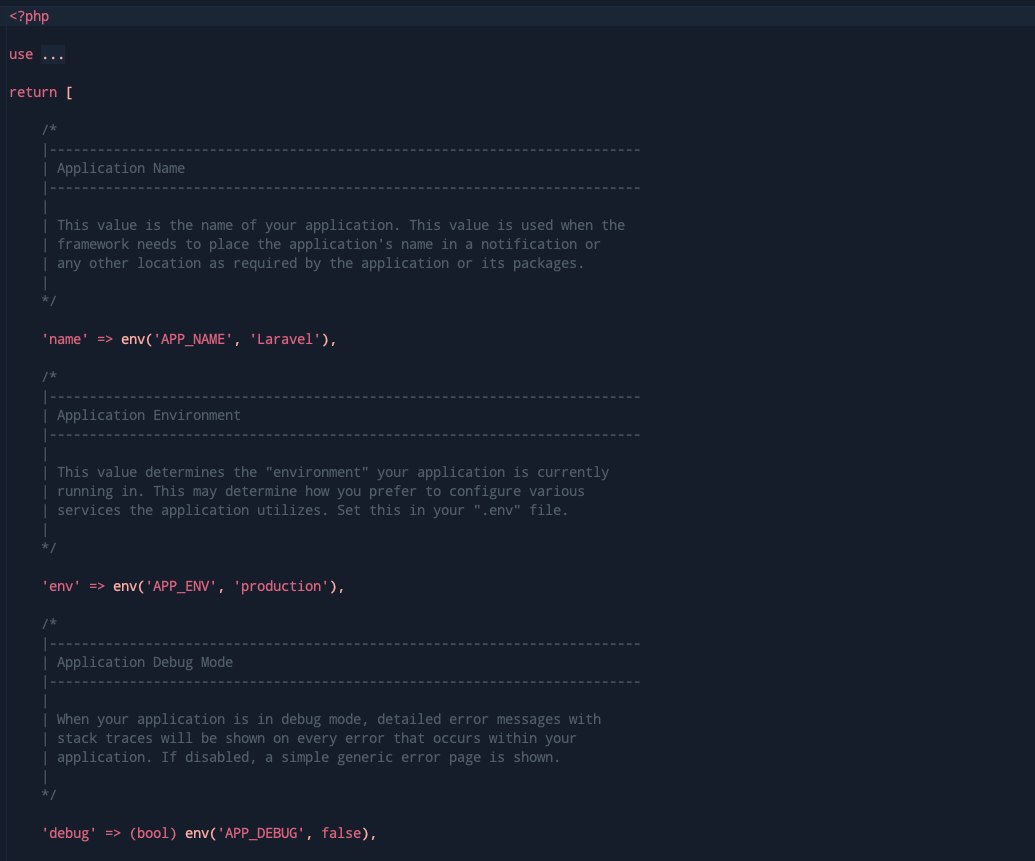 <?php
use ...
return [
/*
|--------------------------------------------------------------------------
| Application Name
|--------------------------------------------------------------------------
|
| This value is the name of your application. This value is used when the
| framework needs to place the application's name in a notification or
| any other location as required by the application or its packages.
|
*/
'name' => env('APP_NAME', 'Laravel'),
/*
|--------------------------------------------------------------------------
| Application Environment
|--------------------------------------------------------------------------
|
| This value determines the "environment" your application is currently
| running in. This may determine how you prefer to configure various
| services the application utilizes. Set this in your ".env" file.
|
*/
'env' => env('APP_ENV', 'production'),
/*
|--------------------------------------------------------------------------
| Application Debug Mode
|--------------------------------------------------------------------------
|
| When your application is in debug mode, detailed error messages with
| stack traces will be shown on every error that occurs within your
| application. If disabled, a simple generic error page is shown.
|
*/
'debug' => (bool) env('APP_DEBUG', false),